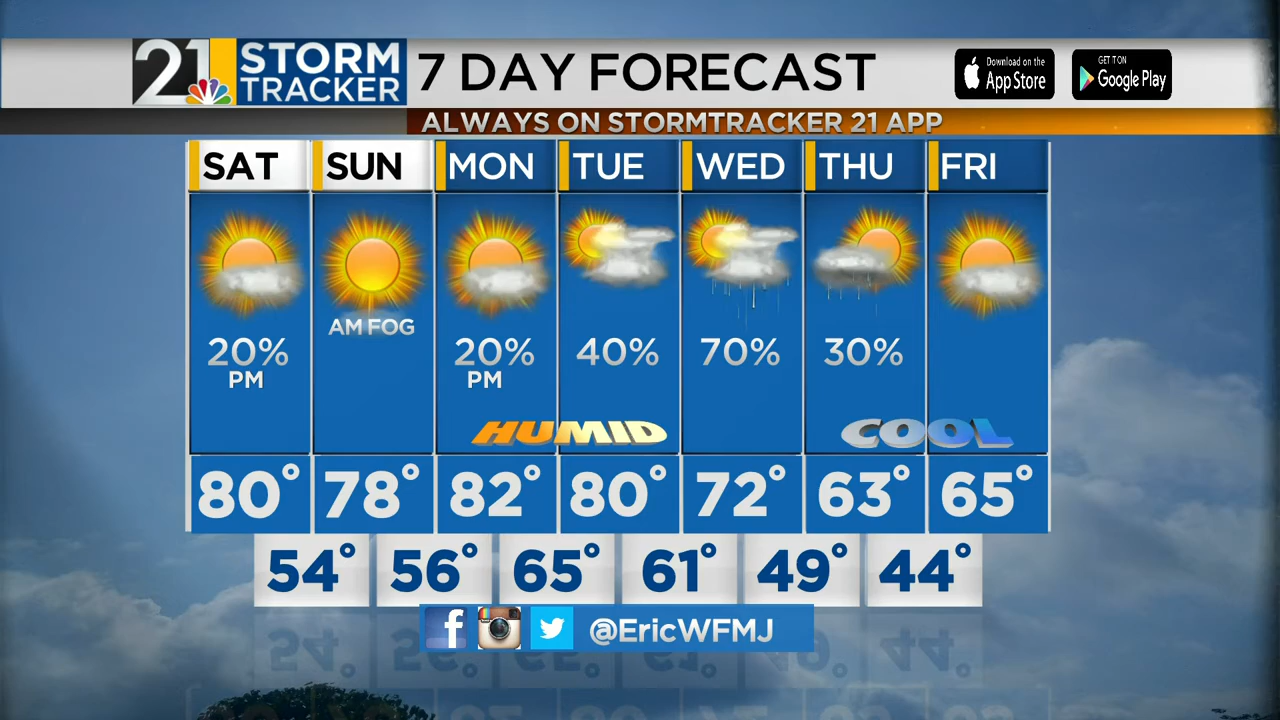 21 STORM TRACKER
7 DAY FORECAST
Download on the App Store
GET IT ON Google Play
ALWAYS ON STORMTRACKER 21 APP
SAT SUN MON TUE WED THU FRI
AM FOG
20% PM 20% PM 40% 70% 30%
HUMID COOL
80° 78° 82° 80° 72° 63° 65°
54° 56° 65° 61° 49° 44°
f @EricWFMJ